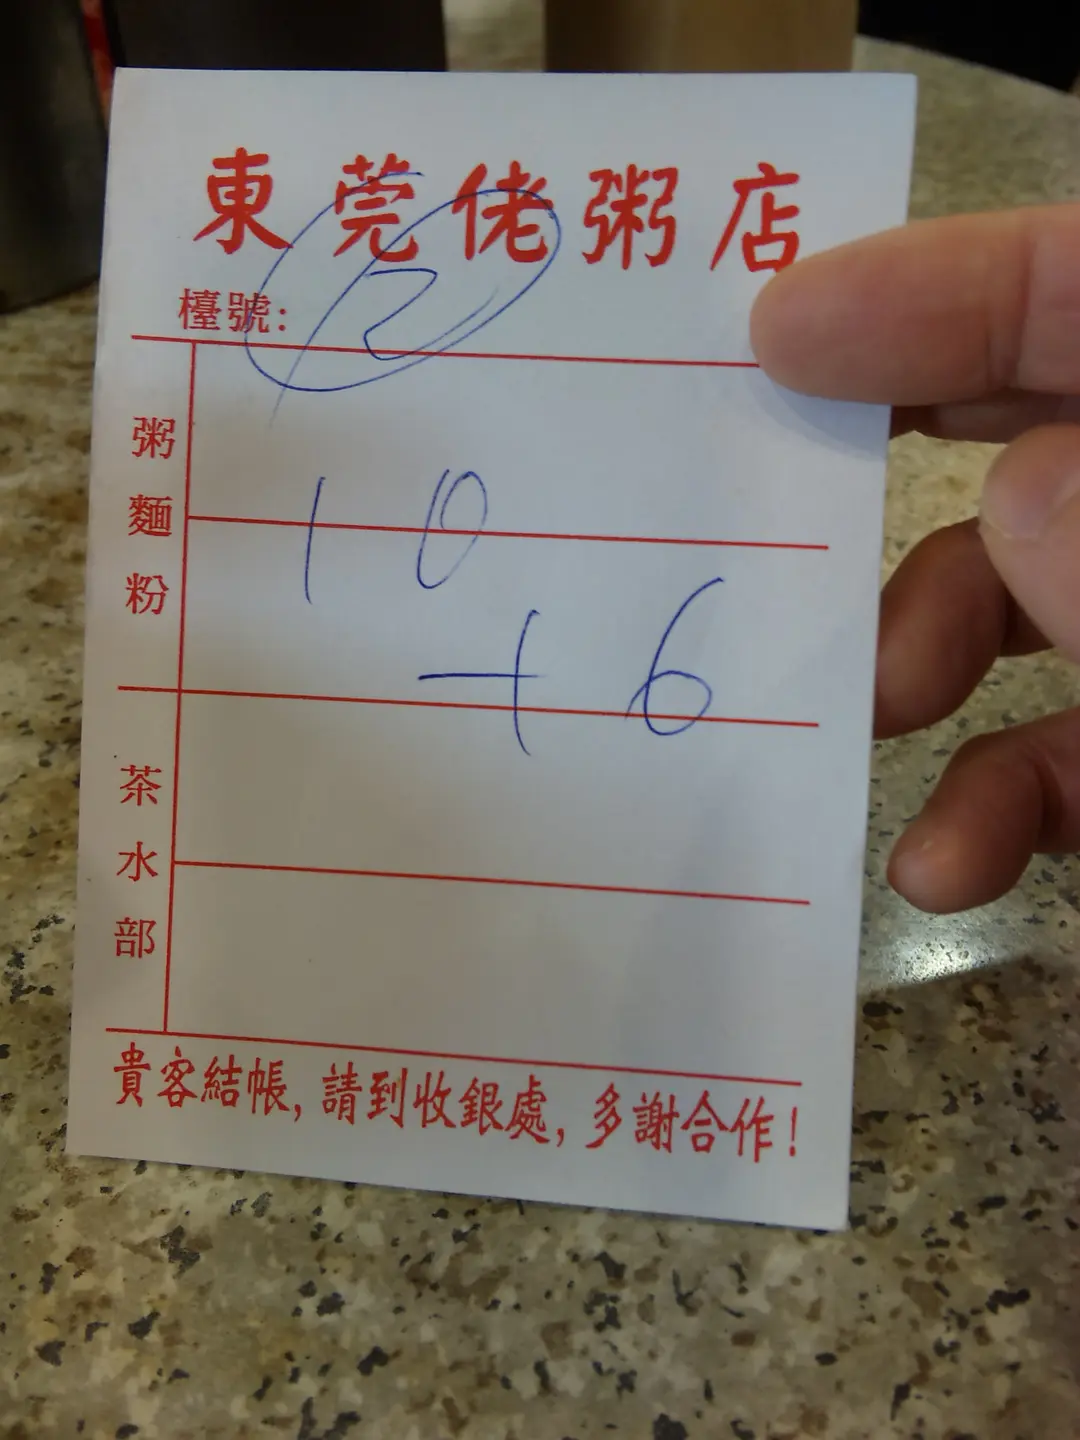 東莞佬粥店
檯號: 2
粥麵粉
10
+6
茶水部
貴客結帳, 請到收銀處, 多謝合作!